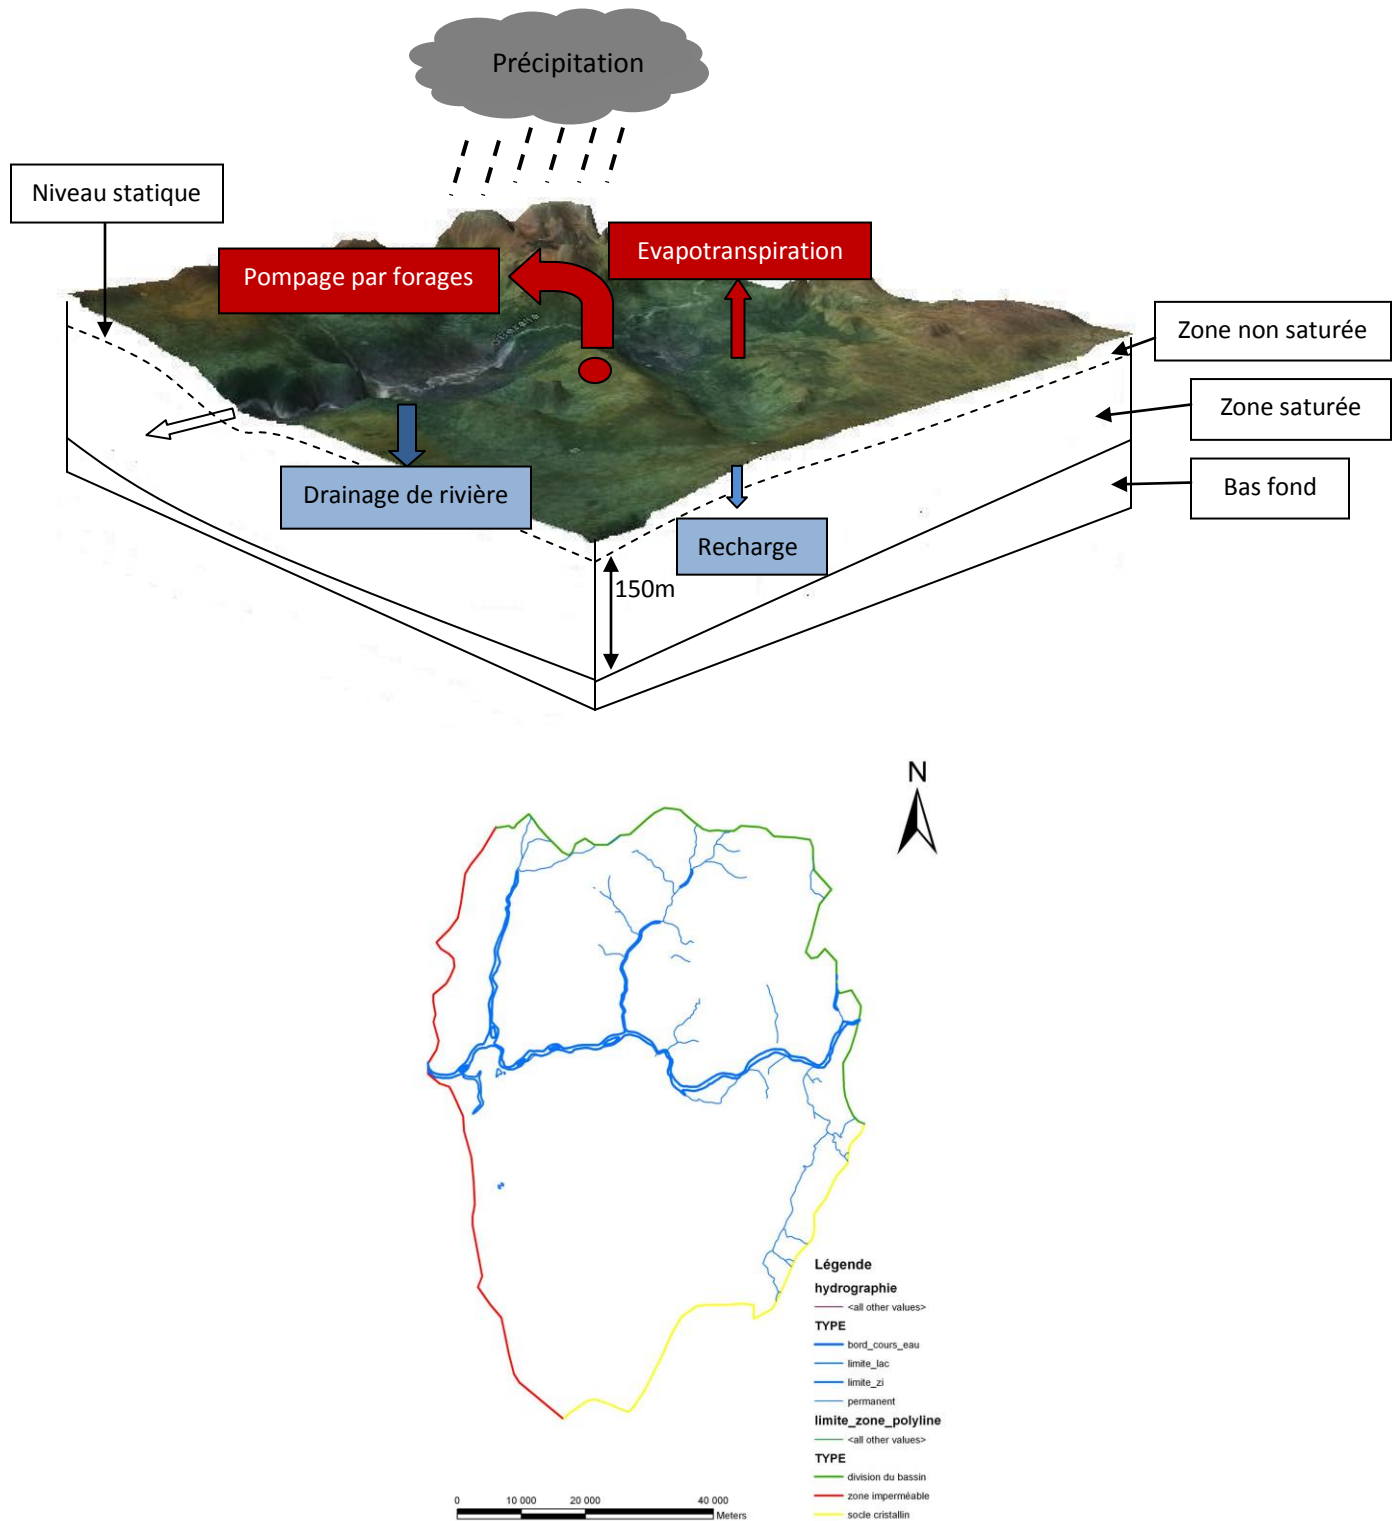 Précipitation
Niveau statique
Pompage par forages
Evapotranspiration
Zone non saturée
Zone saturée
Bas fond
Drainage de rivière
Recharge
150m
N
Légende
hydrographie
<all other values>
TYPE
bord_cours_eau
limite_lac
limite_zi
permanent
limite_zone_polyline
<all other values>
TYPE
division du bassin
zone imperméable
socle cristallin
0 10 000 20 000 40 000
Meters